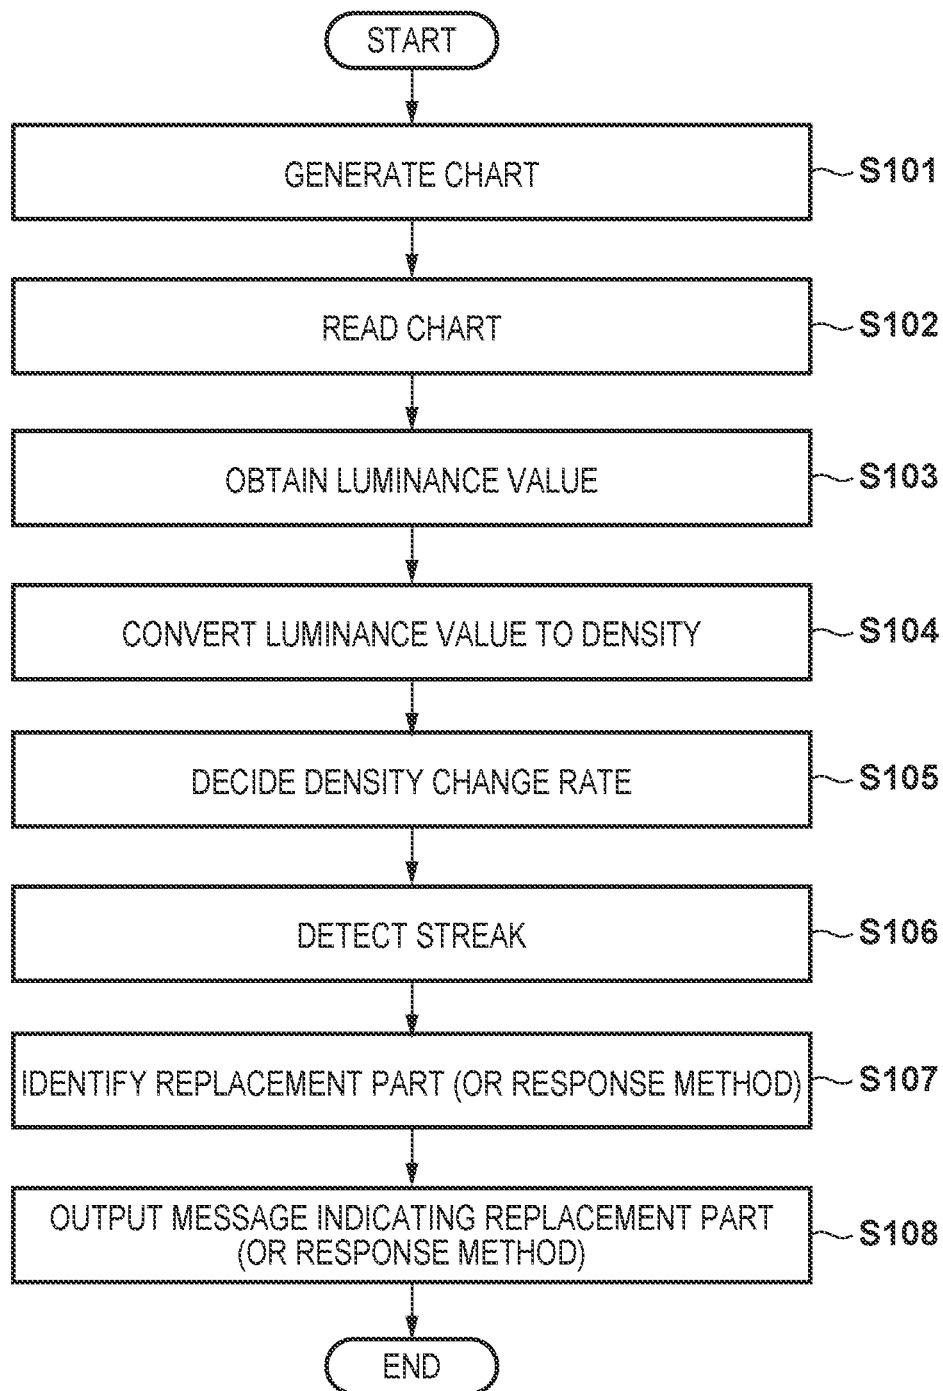 START
GENERATE CHART
S101
READ CHART
S102
OBTAIN LUMINANCE VALUE
S103
CONVERT LUMINANCE VALUE TO DENSITY
S104
DECIDE DENSITY CHANGE RATE
S105
DETECT STREAK
S106
IDENTIFY REPLACEMENT PART (OR RESPONSE METHOD)
S107
OUTPUT MESSAGE INDICATING REPLACEMENT PART
(OR RESPONSE METHOD)
S108
END